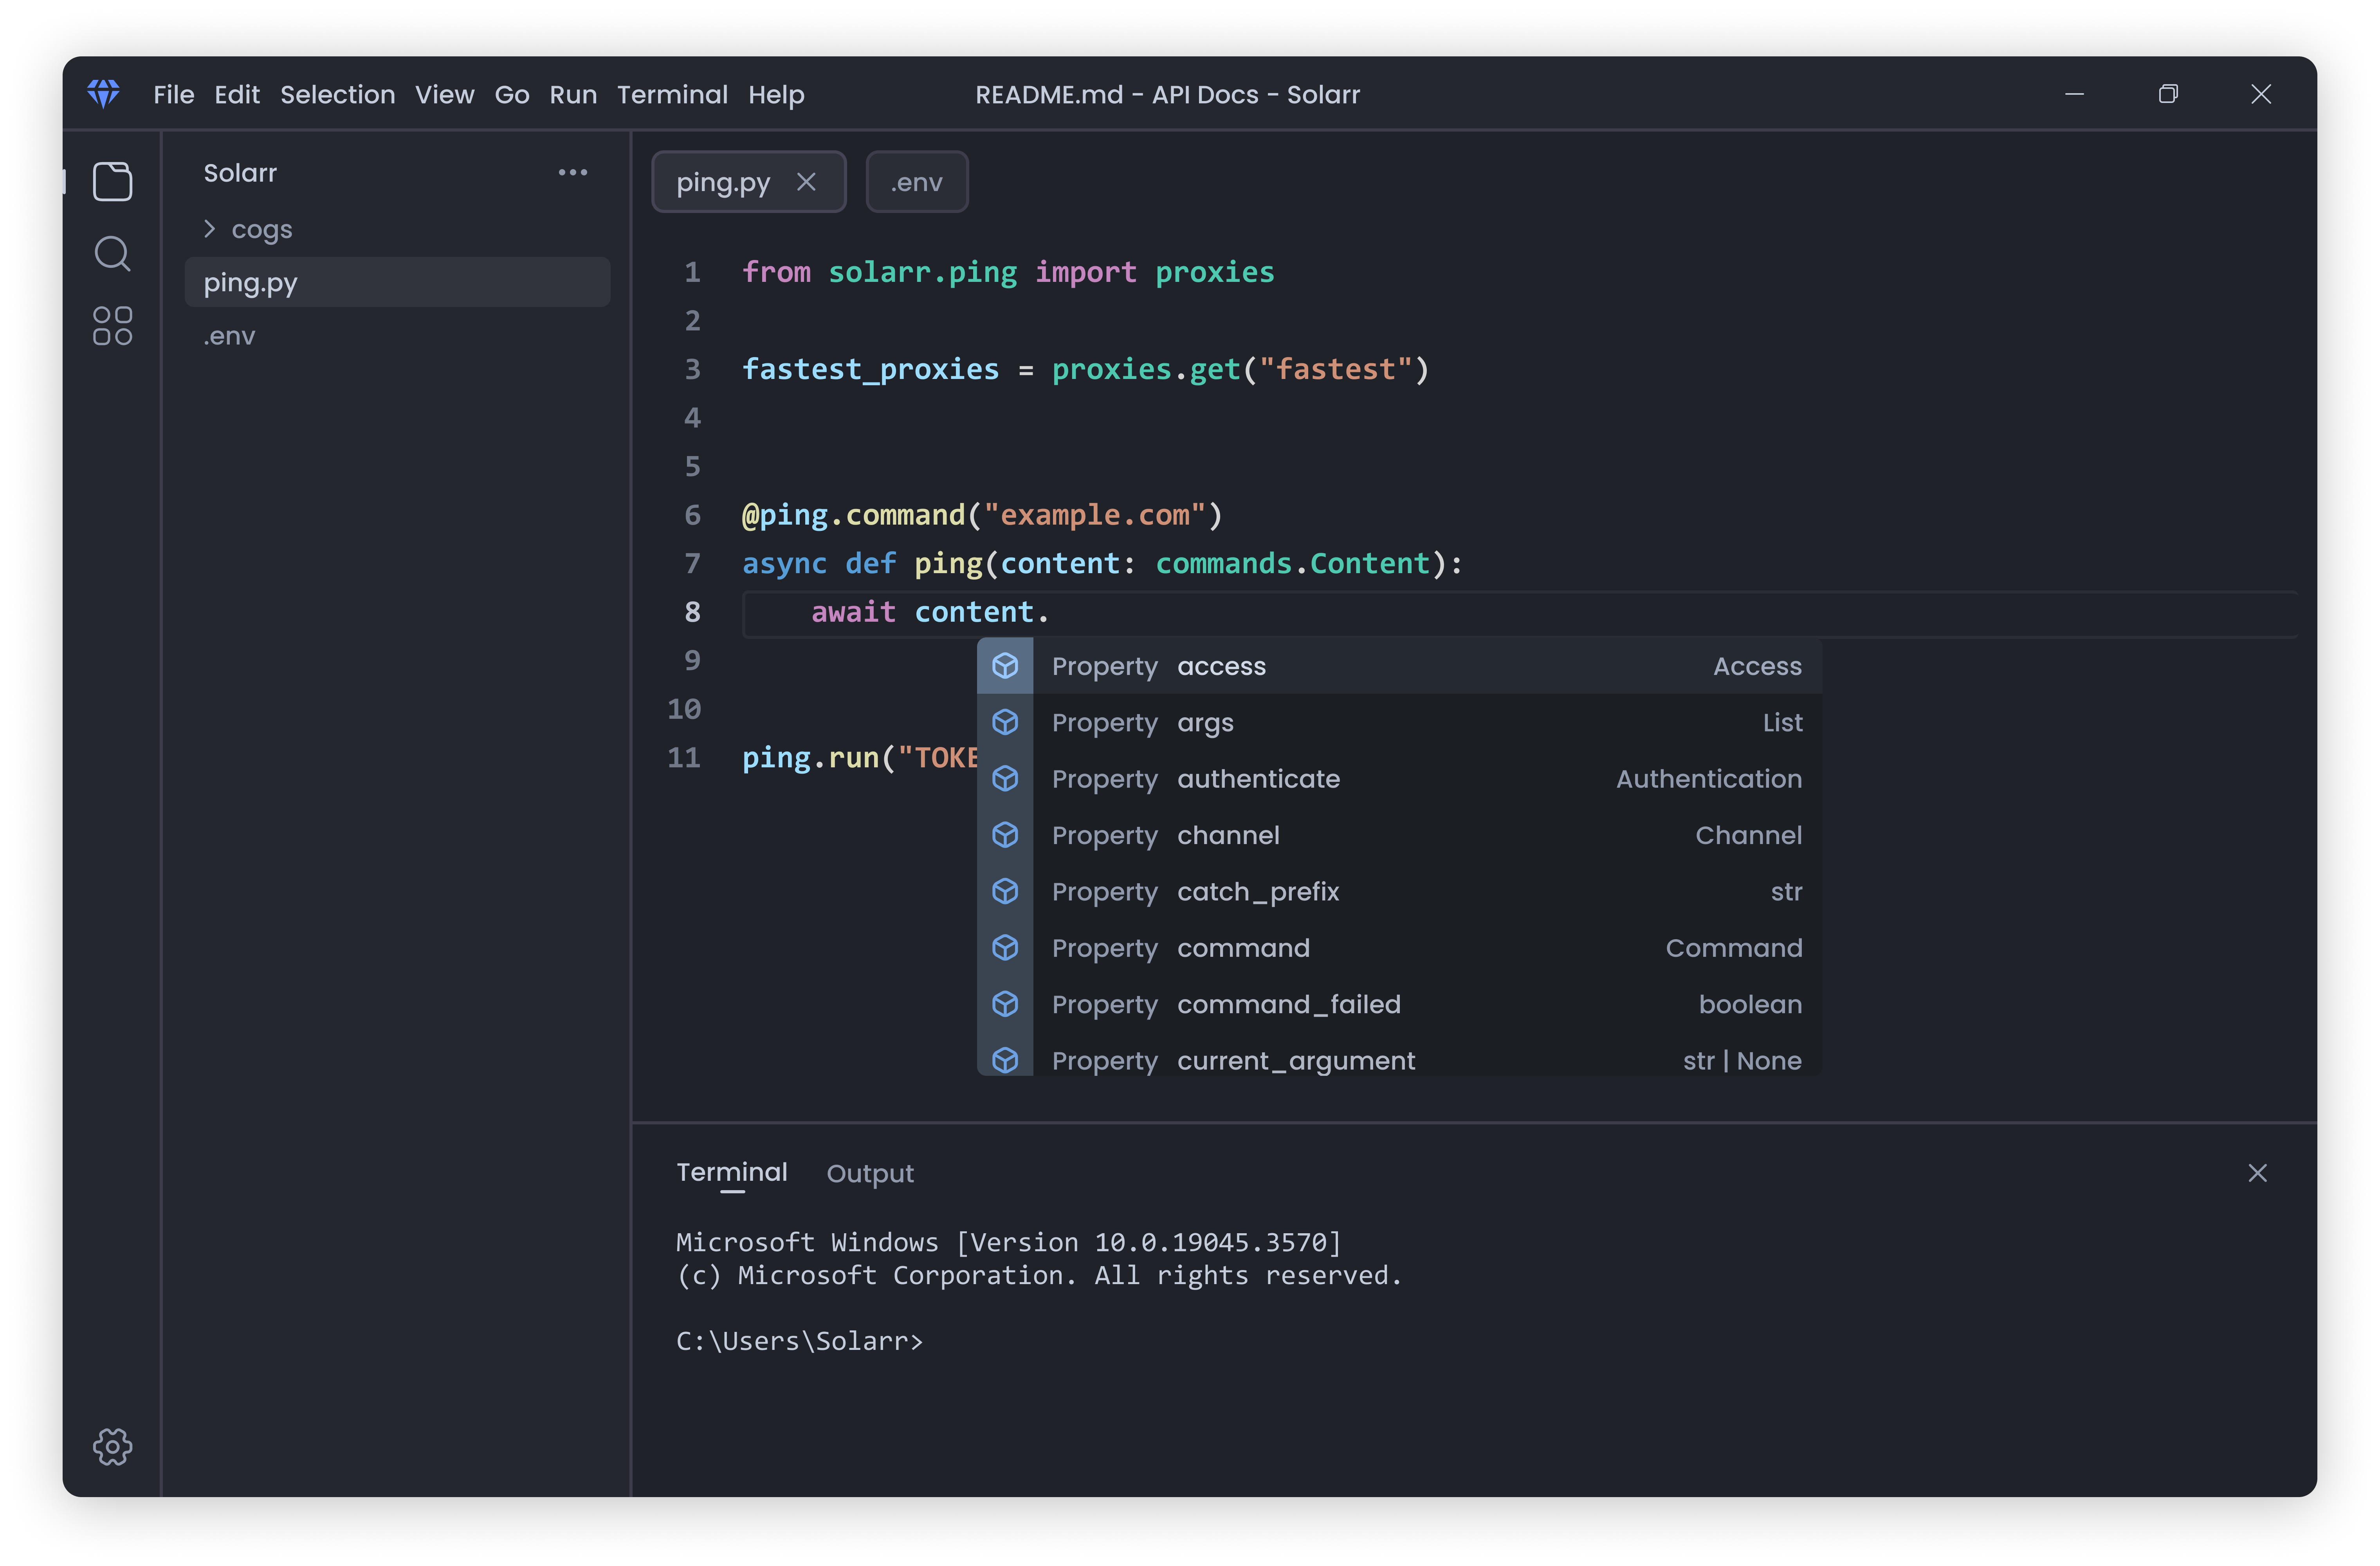 File Edit Selection View Go Run Terminal Help README.md - API Docs - Solarr
Solarr
cogs
ping.py
.env
ping.py .env
1 from solarr.ping import proxies
2
3 fastest_proxies = proxies.get("fastest")
4
5
6 @ping.command("example.com")
7 async def ping(content: commands.Content):
8 await content.
9
10
11 ping.run("TOKE
Property access Access
Property args List
Property authenticate Authentication
Property channel Channel
Property catch_prefix str
Property command Command
Property command_failed boolean
Property current_argument str | None
Terminal Output
Microsoft Windows [Version 10.0.19045.3570]
(c) Microsoft Corporation. All rights reserved.
C:\Users\Solarr>